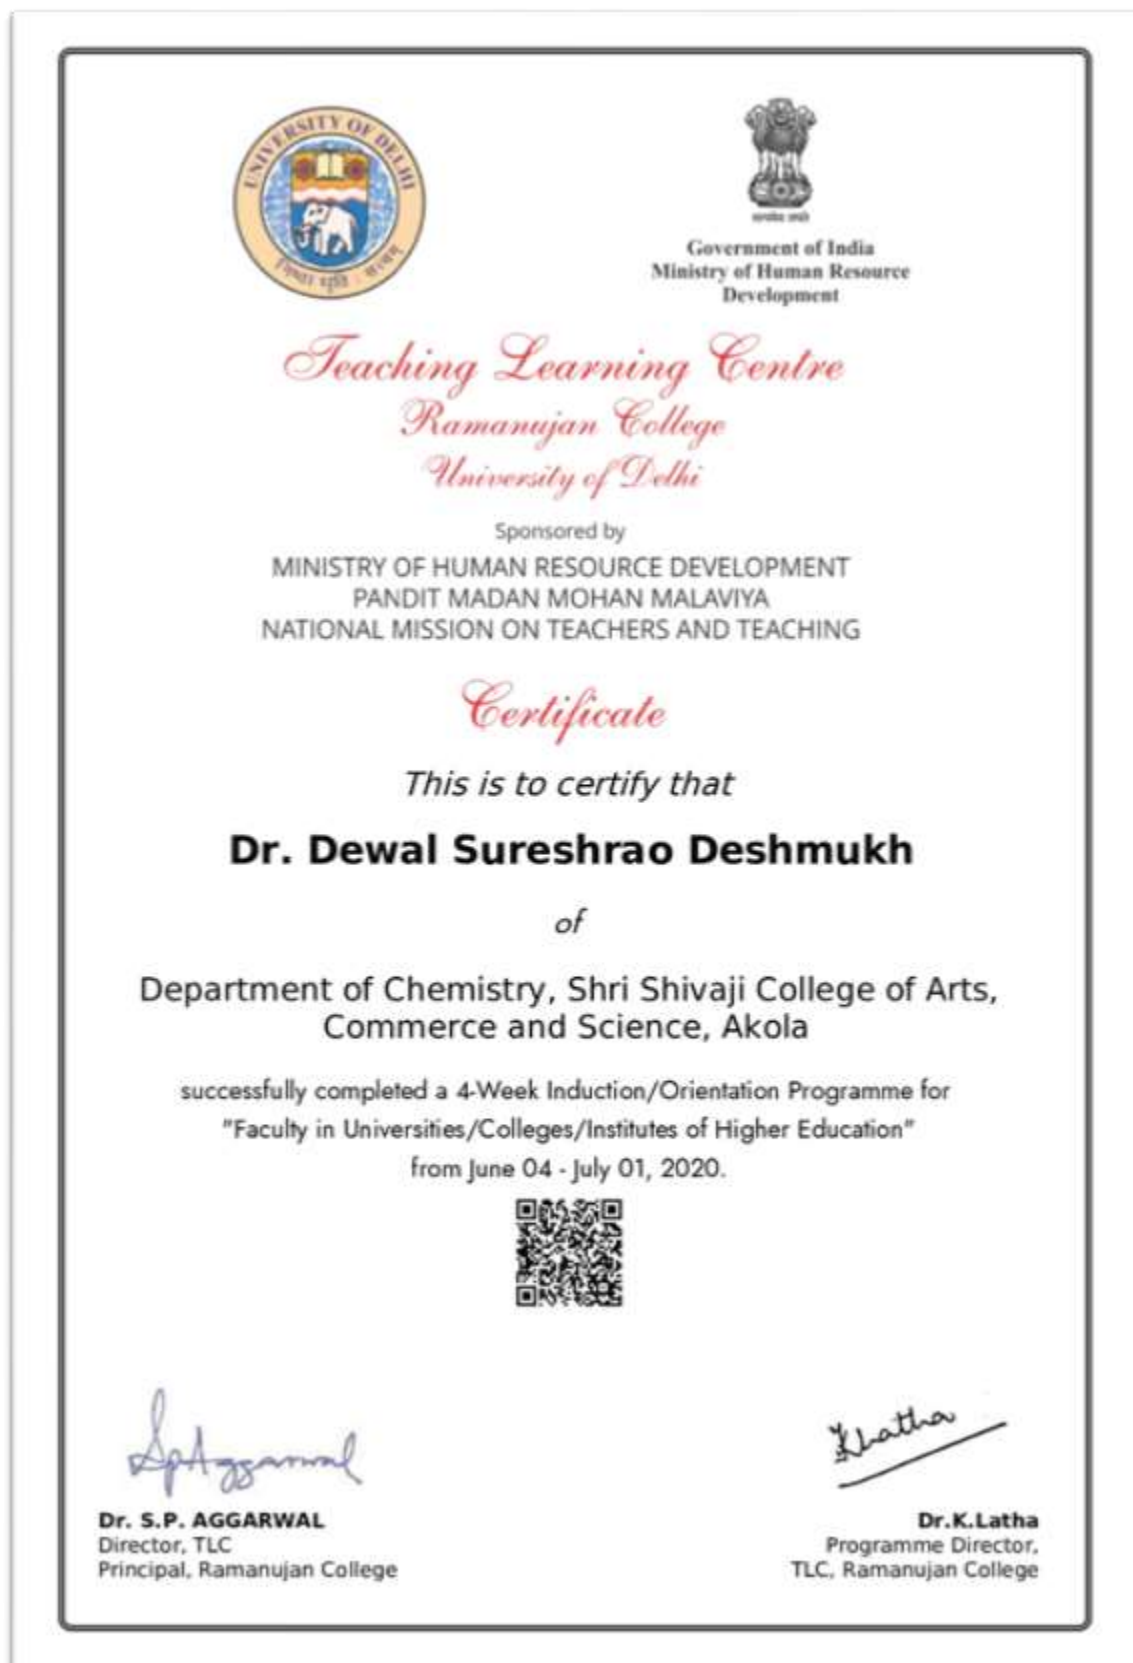 UNIVERSITY OF DELHI
Government of India
Ministry of Human Resource
Development
Teaching Learning Centre
Ramanujan College
University of Delhi
Sponsored by
MINISTRY OF HUMAN RESOURCE DEVELOPMENT
PANDIT MADAN MOHAN MALAVIYA
NATIONAL MISSION ON TEACHERS AND TEACHING
Certificate
This is to certify that
Dr. Dewal Sureshrao Deshmukh
of
Department of Chemistry, Shri Shivaji College of Arts,
Commerce and Science, Akola
successfully completed a 4-Week Induction/Orientation Programme for
"Faculty in Universities/Colleges/Institutes of Higher Education"
from June 04 - July 01, 2020.
SpAggarwal
KLatha
Dr. S.P. AGGARWAL
Director, TLC
Principal, Ramanujan College
Dr.K.Latha
Programme Director,
TLC, Ramanujan College